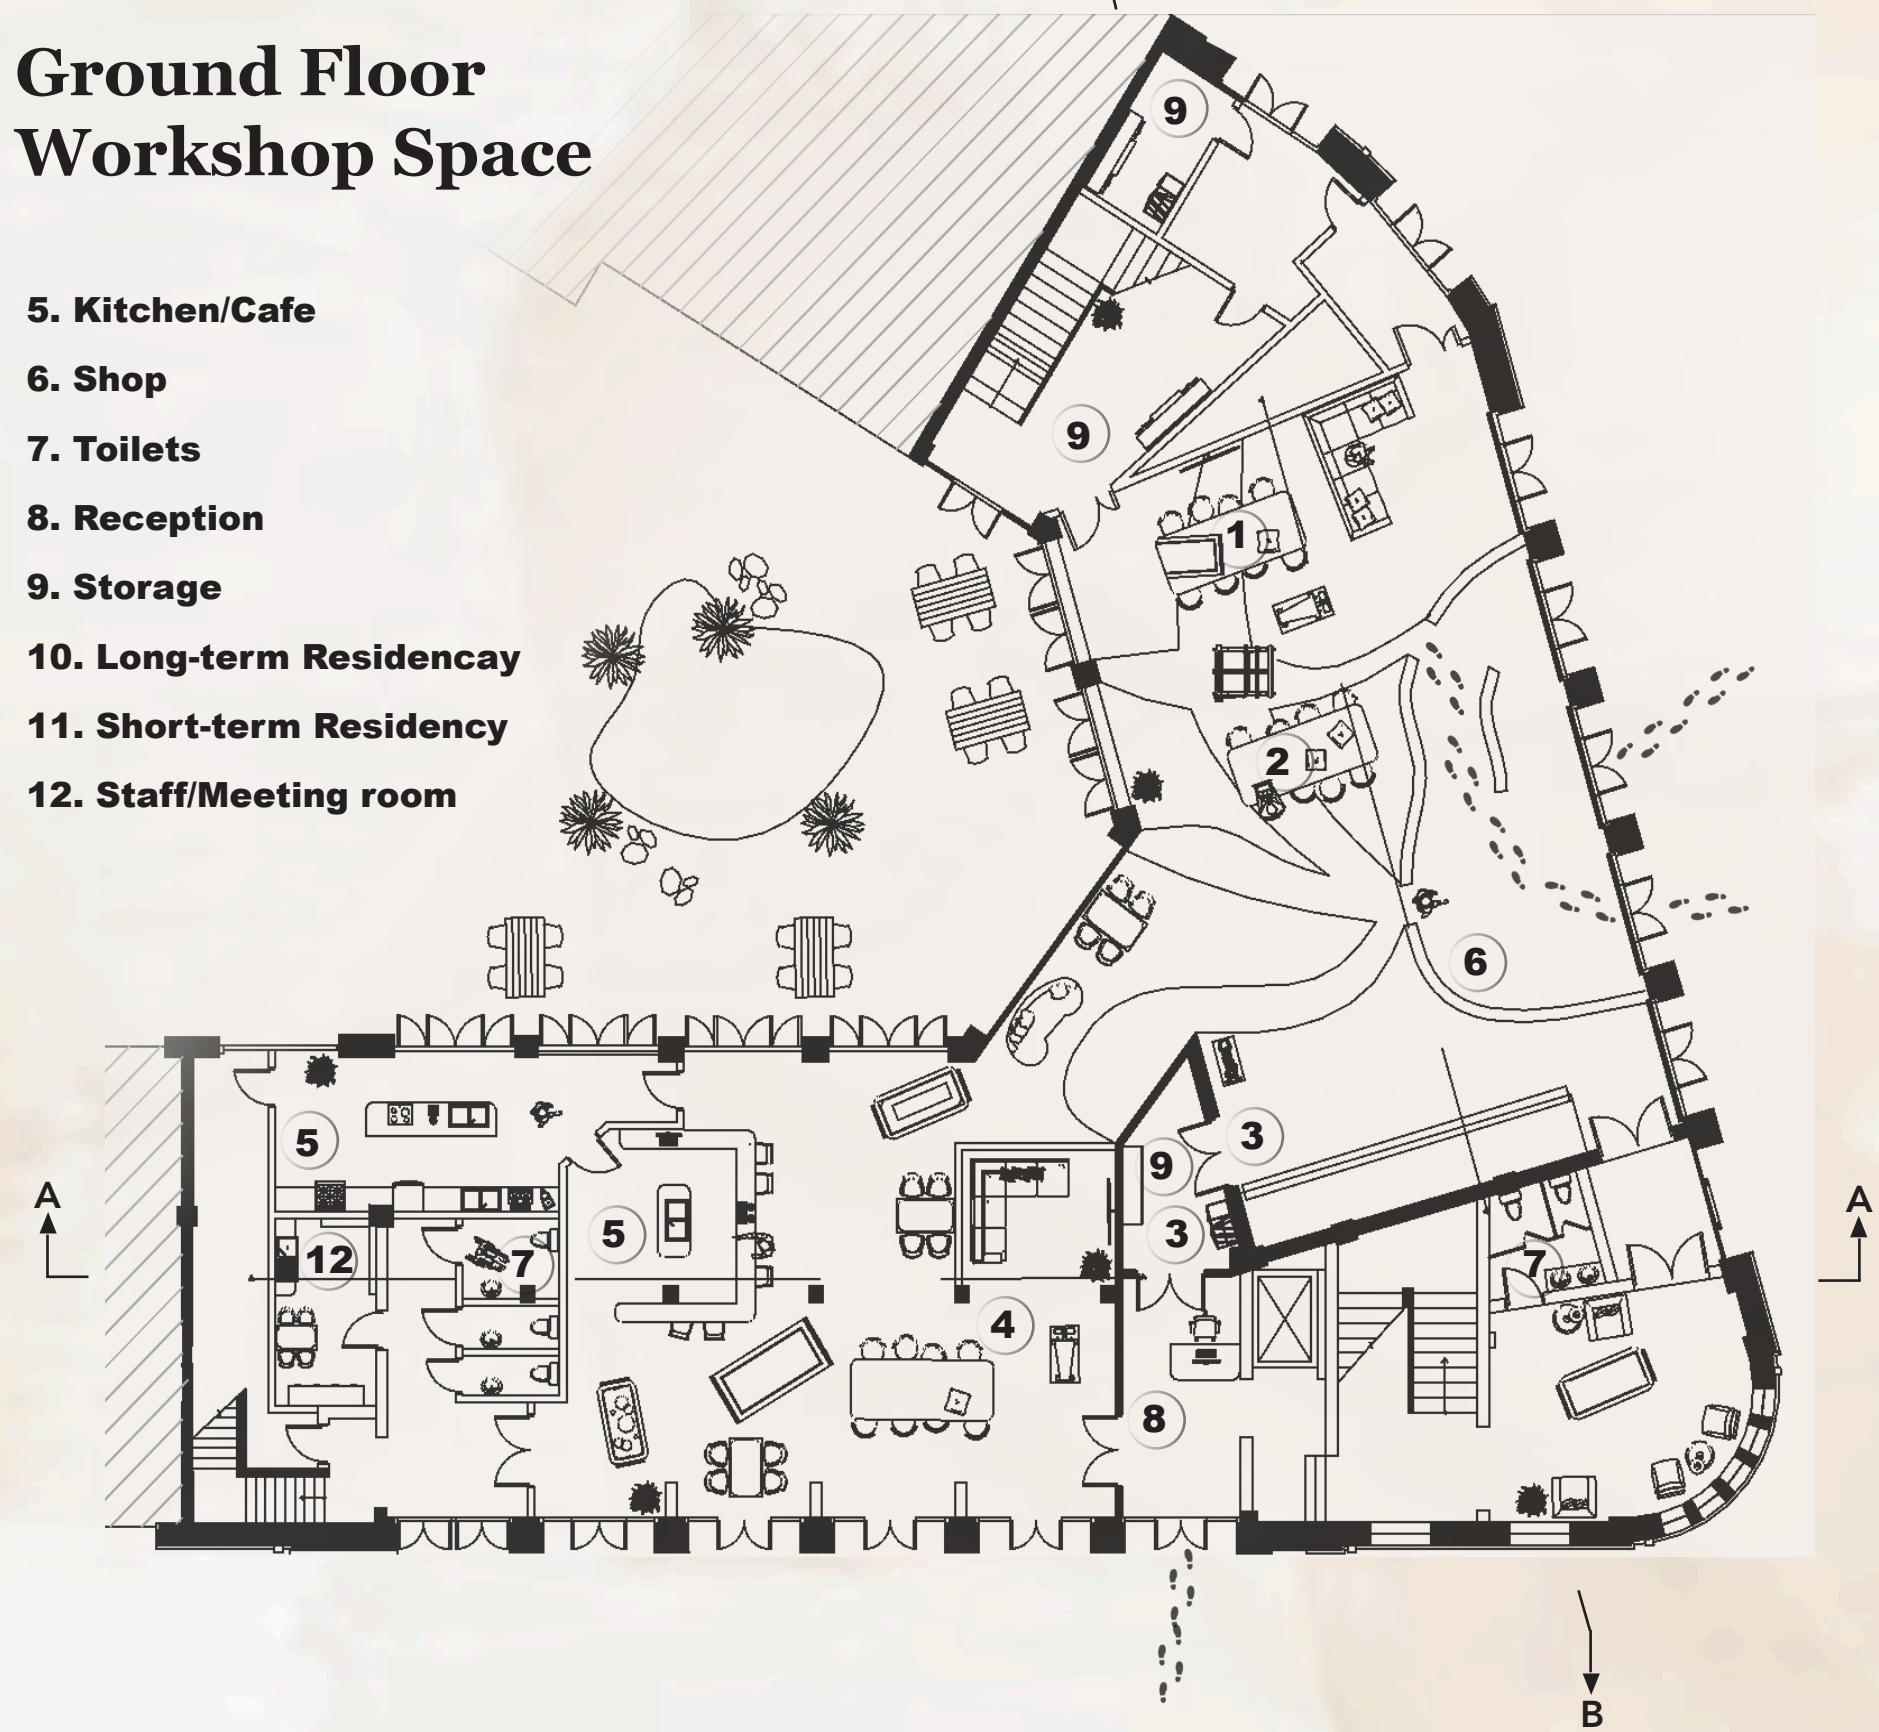 Ground Floor
Workshop Space
5. Kitchen/Cafe
6. Shop
7. Toilets
8. Reception
9. Storage
10. Long-term Residencay
11. Short-term Residency
12. Staff/Meeting room
9
9
1
2
6
5
9
3
3
A
12
7
5
4
7
A
8
B